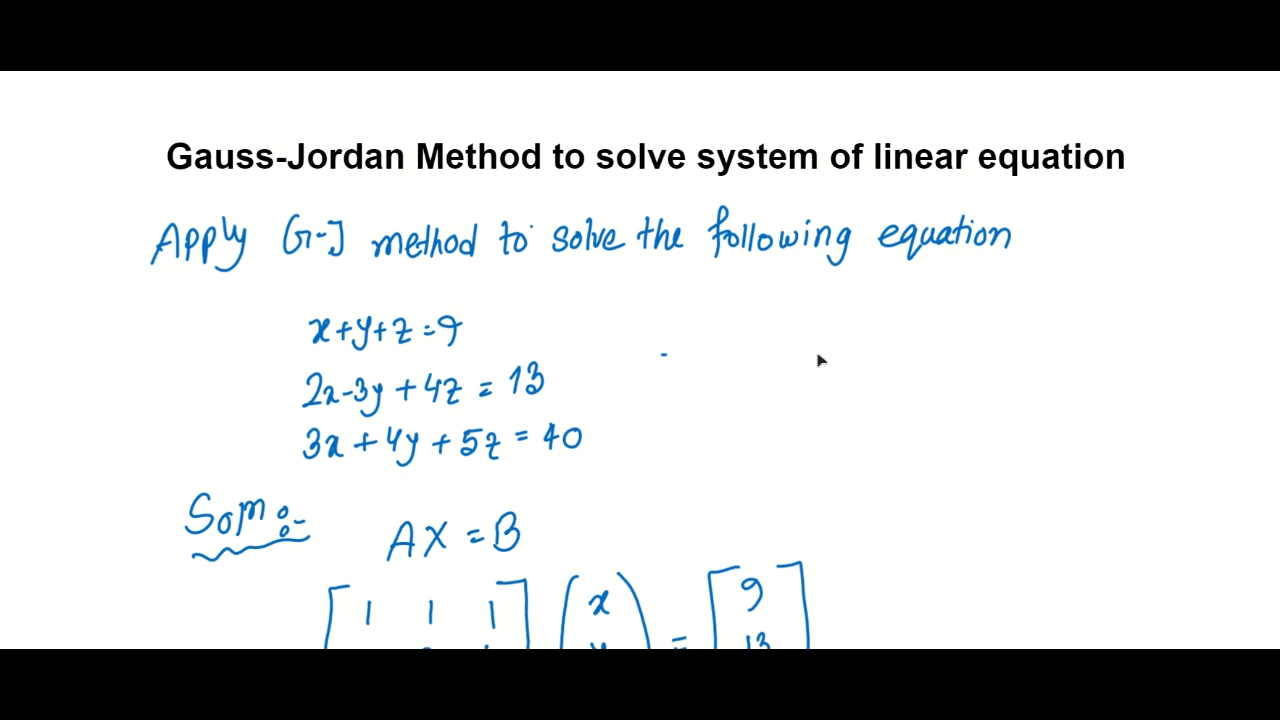 Gauss-Jordan Method to solve system of linear equation
Apply G-J method to solve the following equation
x+y+z=9
2x-3y+4z=13
3x+4y+5z=40
Soln:-
AX=B
1 1 1 x = 9
13